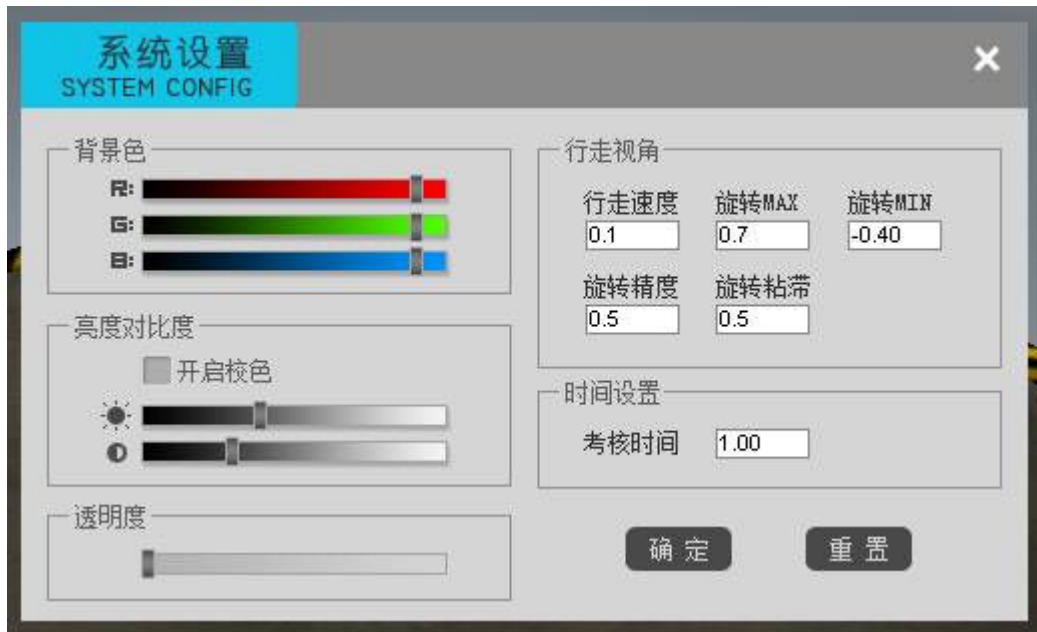 系统设置
SYSTEM CONFIG
背景色
R:
G:
B:
亮度对比度
开启校色
透明度
行走视角
行走速度 旋转MAX 旋转MIN
0.1 0.7 -0.40
旋转精度 旋转粘滞
0.5 0.5
时间设置
考核时间 1.00
确定 重置